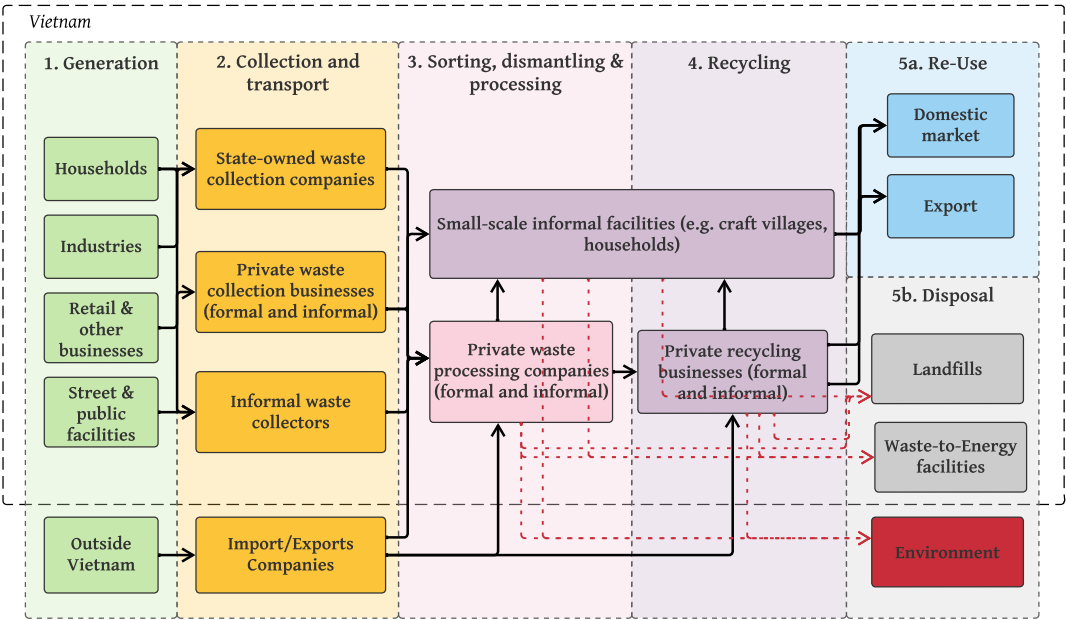 Vietnam
1. Generation
2. Collection and
transport
3. Sorting, dismantling &
processing
4. Recycling
5a. Re-Use
Households
Industries
Retail &
other
businesses
Street &
public
facilities
Outside
Vietnam
State-owned waste
collection companies
Private waste
collection businesses
(formal and informal)
Informal waste
collectors
Import/Exports
Companies
Small-scale informal facilities (e.g. craft villages,
households)
Private waste
processing companies
(formal and informal)
Private recycling
businesses (formal
and informal)
Domestic
market
Export
5b. Disposal
Landfills
Waste-to-Energy
facilities
Environment